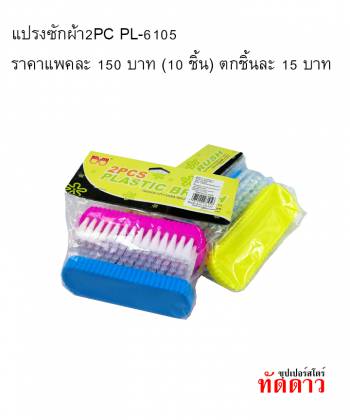 แปรงซักผ้า2PC PL-6105
ราคาแพคละ 150 บาท (10 ชิ้น) ตกชิ้นละ 15 บาท
2PCS
PLASTIC BR
RUSH
ซุปเปอร์สโตร์
ทัดดาว